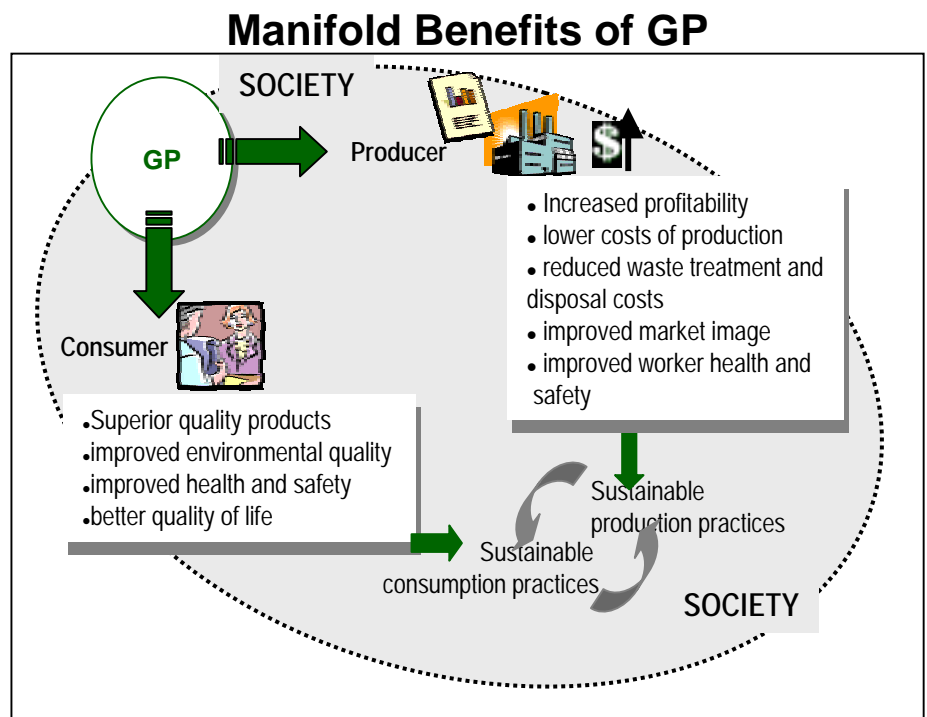 Manifold Benefits of GP
SOCIETY
GP
Producer
$
• Increased profitability
• lower costs of production
• reduced waste treatment and
disposal costs
• improved market image
• improved worker health and
safety
Consumer
•Superior quality products
•improved environmental quality
•improved health and safety
•better quality of life
Sustainable
production practices
Sustainable
consumption practices
SOCIETY